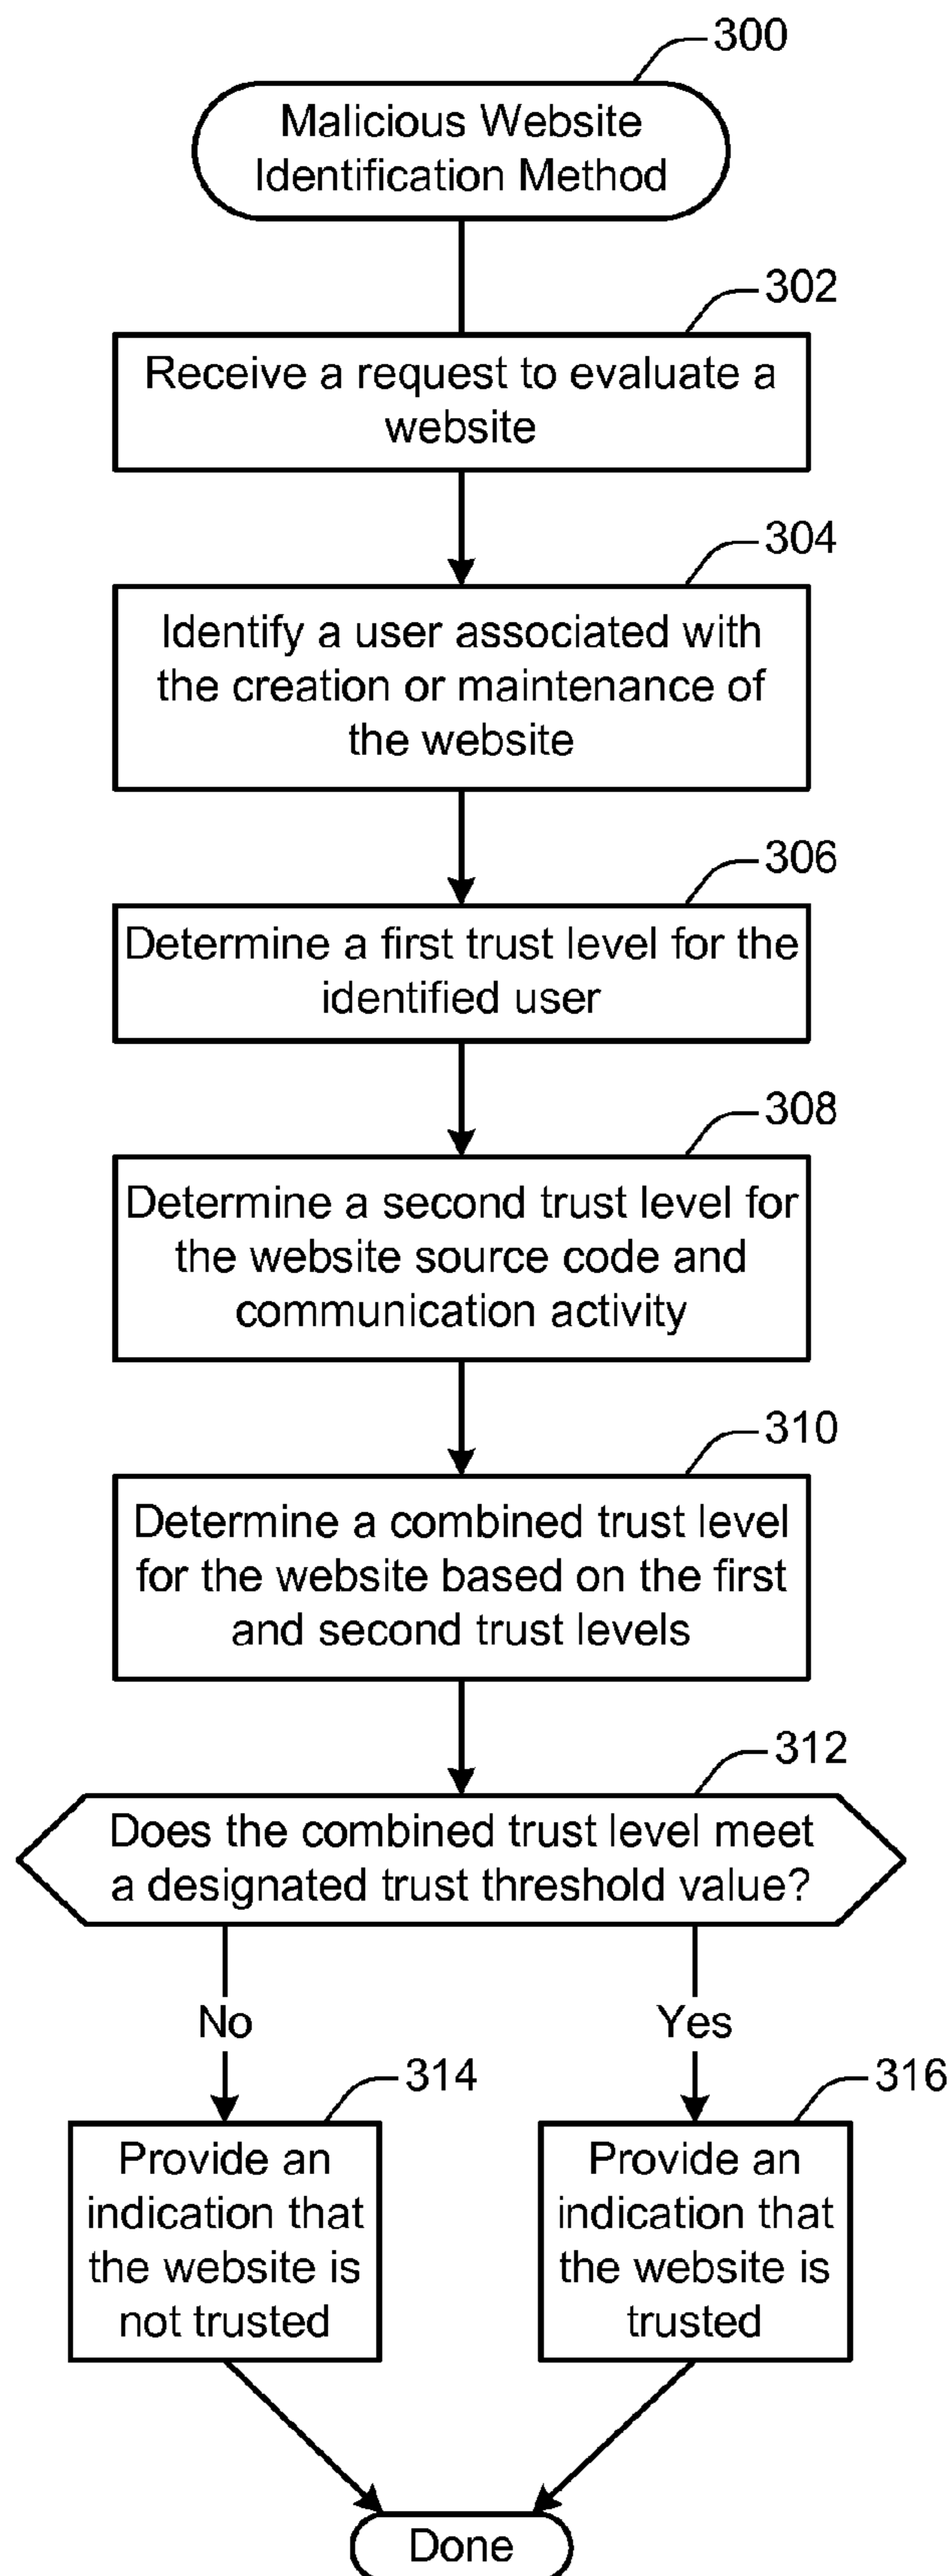 300
Malicious Website
Identification Method
302
Receive a request to evaluate a
website
304
Identify a user associated with
the creation or maintenance of
the website
306
Determine a first trust level for the
identified user
308
Determine a second trust level for
the website source code and
communication activity
310
Determine a combined trust level
for the website based on the first
and second trust levels
312
Does the combined trust level meet
a designated trust threshold value?
No
Yes
314
Provide an
indication that
the website is
not trusted
316
Provide an
indication that
the website is
trusted
Done